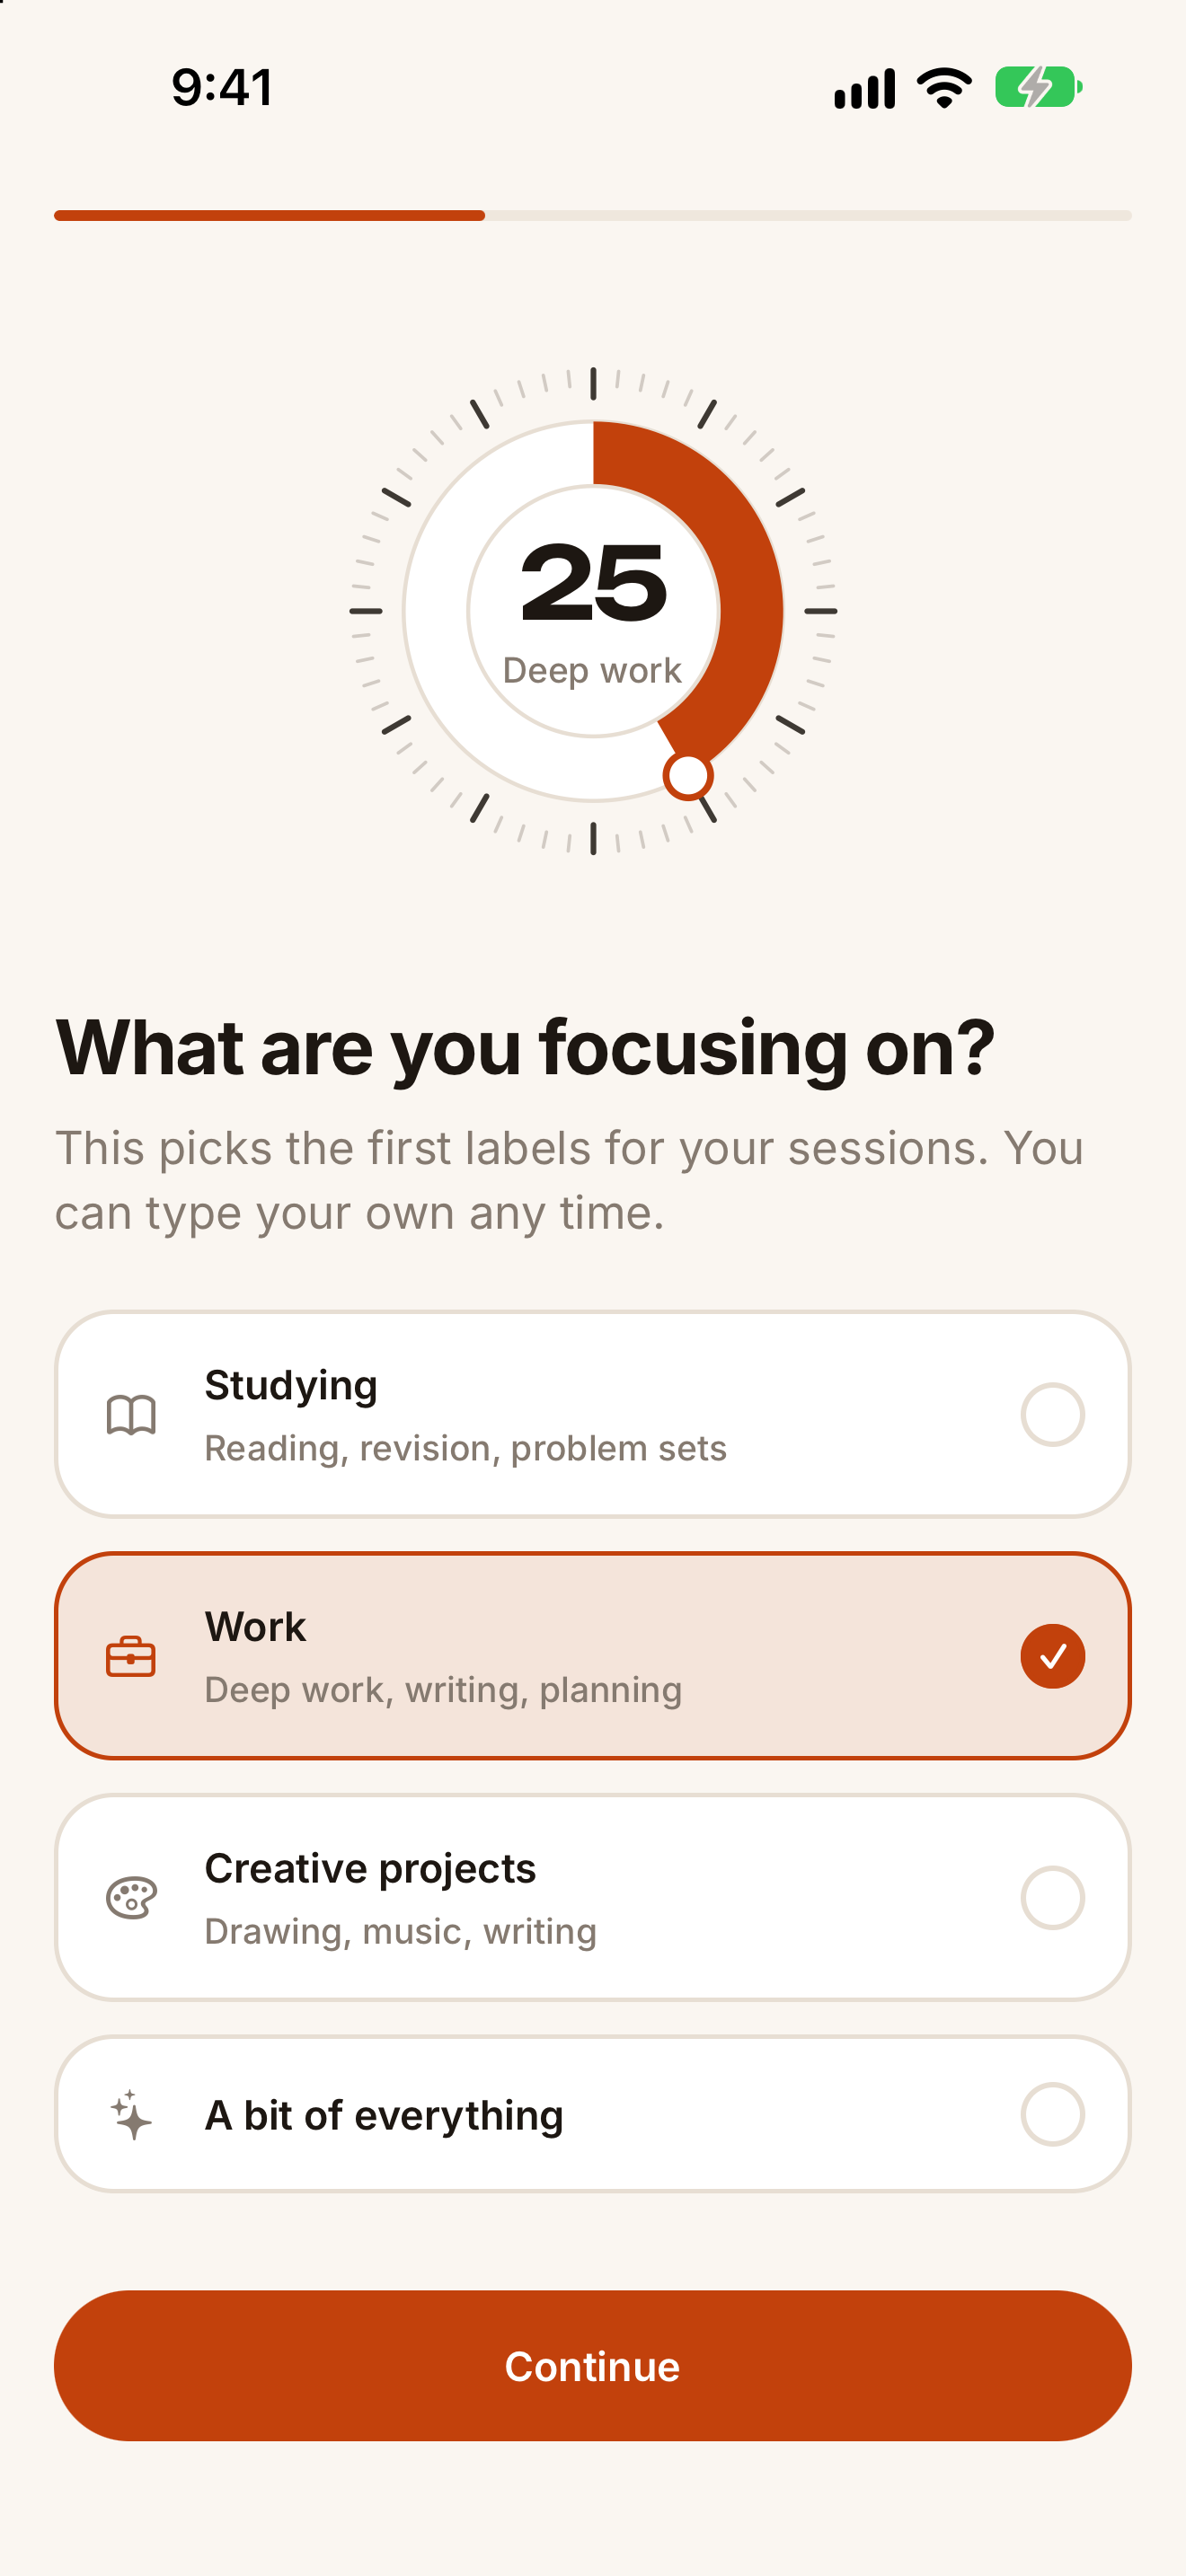 9:41
25
Deep work
What are you focusing on?
This picks the first labels for your sessions. You
can type your own any time.
Studying
Reading, revision, problem sets
Work
Deep work, writing, planning
Creative projects
Drawing, music, writing
A bit of everything
Continue